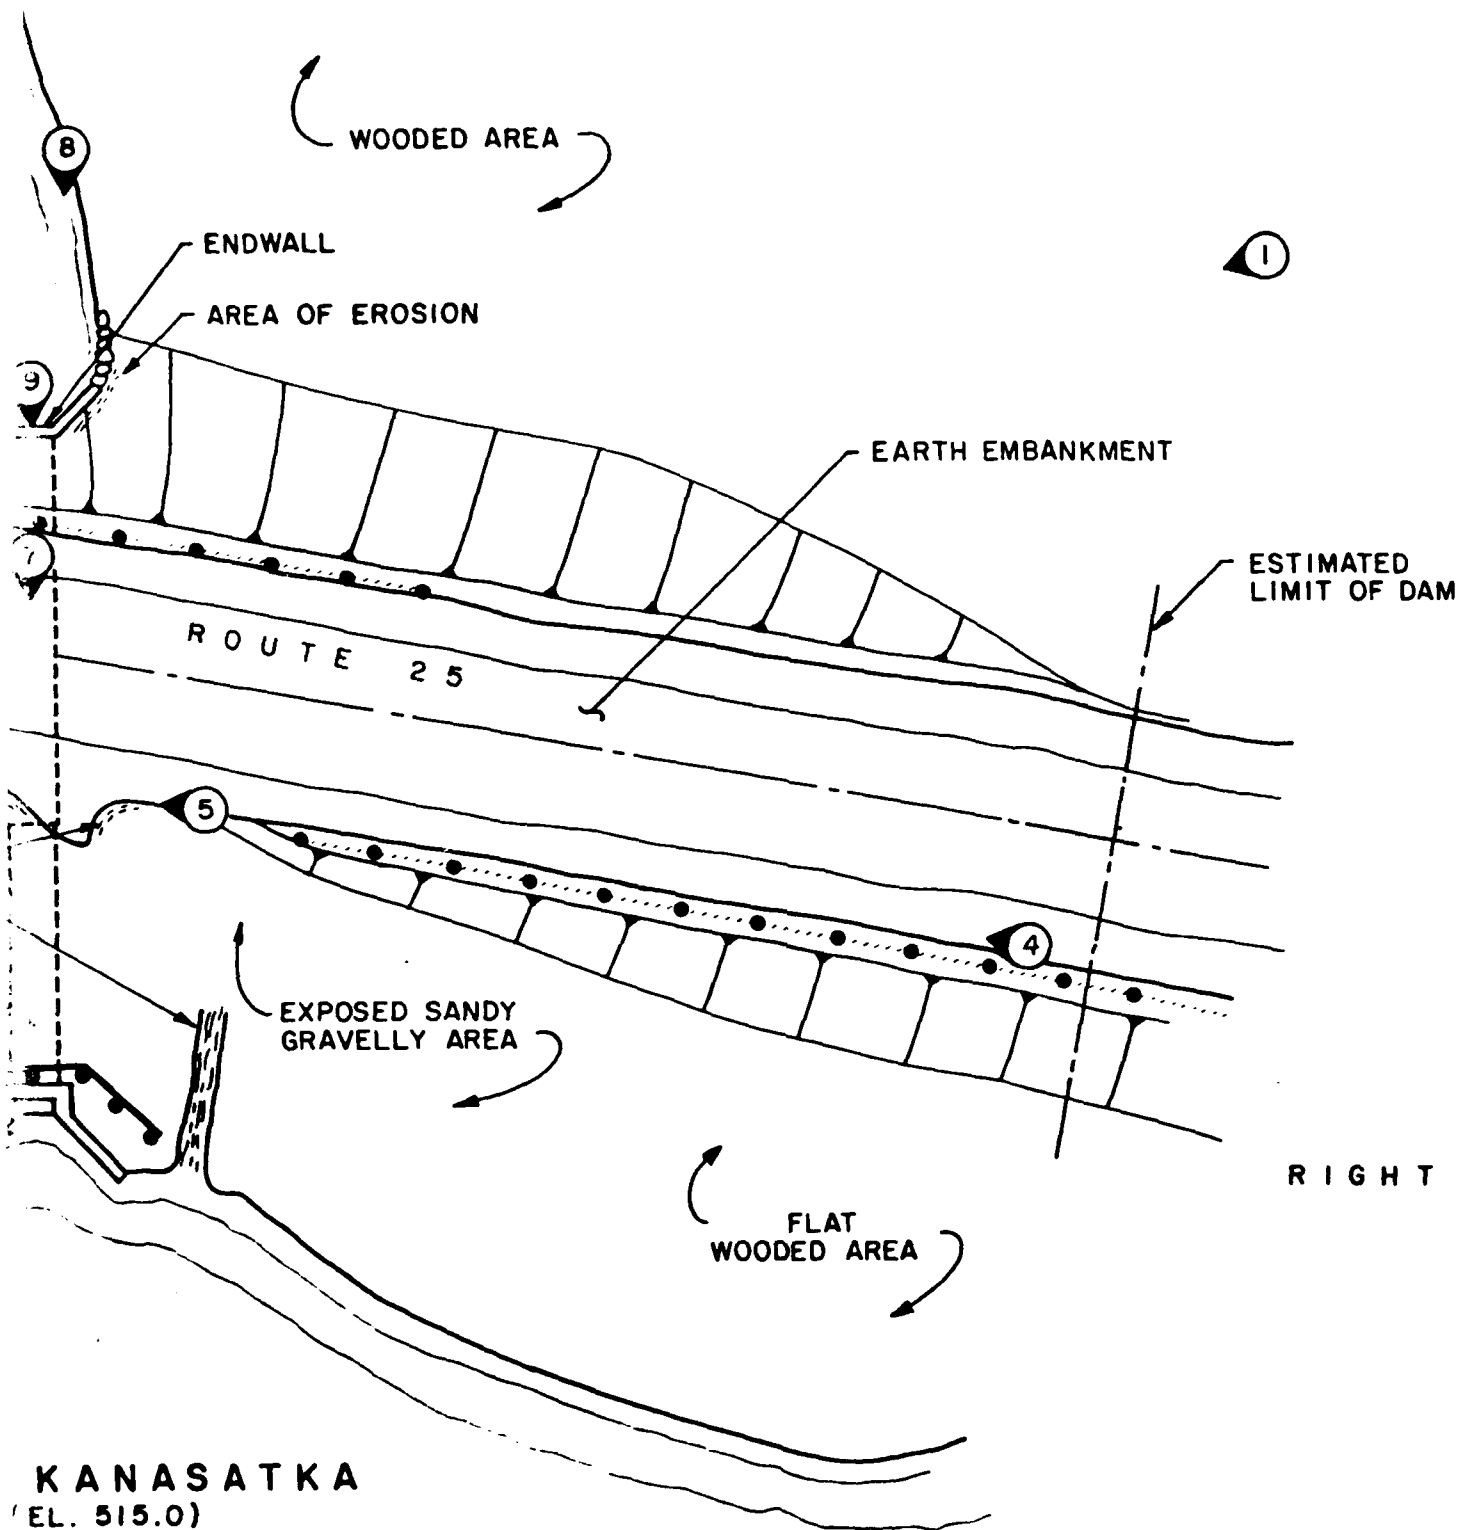 8
WOODED AREA
ENDWALL
1
AREA OF EROSION
9
EARTH EMBANKMENT
7
ESTIMATED
LIMIT OF DAM
ROUTE 25
5
4
EXPOSED SANDY
GRAVELLY AREA
RIGHT
FLAT
WOODED AREA
KANASATKA
(EL. 515.0)